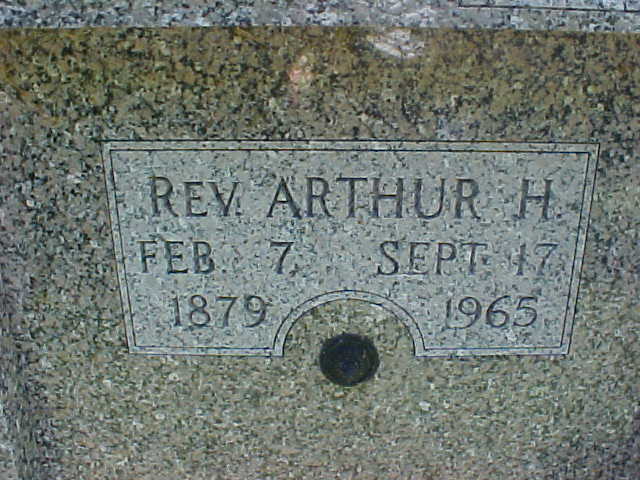 REV. ARTHUR H.
FEB. 7, SEPT. 17
1879 1965